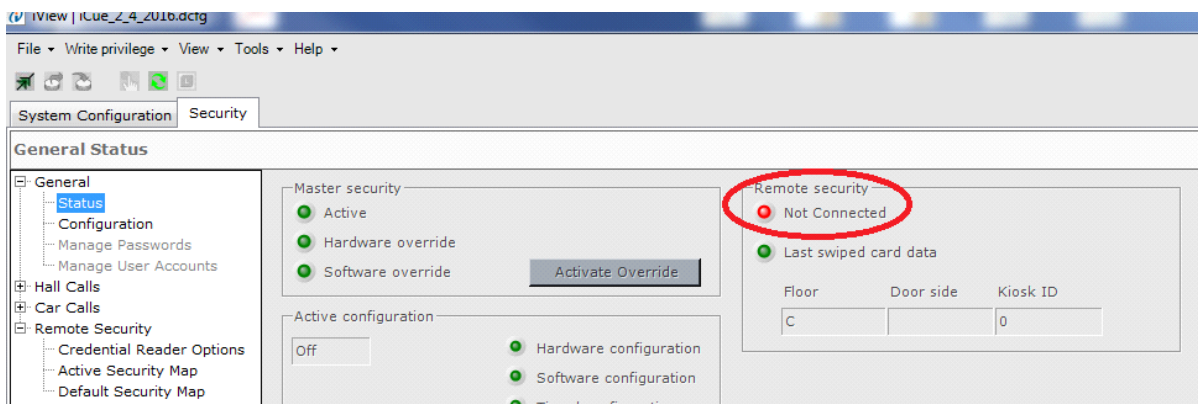 iView | iCue_2_4_2016.dcfg
File Write privilege View Tools Help
System Configuration Security
General Status
General
Status
Configuration
Manage Passwords
Manage User Accounts
Hall Calls
Car Calls
Remote Security
Credential Reader Options
Active Security Map
Default Security Map
Master security
Active
Hardware override
Software override Activate Override
Active configuration
Off
Hardware configuration
Software configuration
Remote security
Not Connected
Last swiped card data
Floor Door side Kiosk ID
C 0